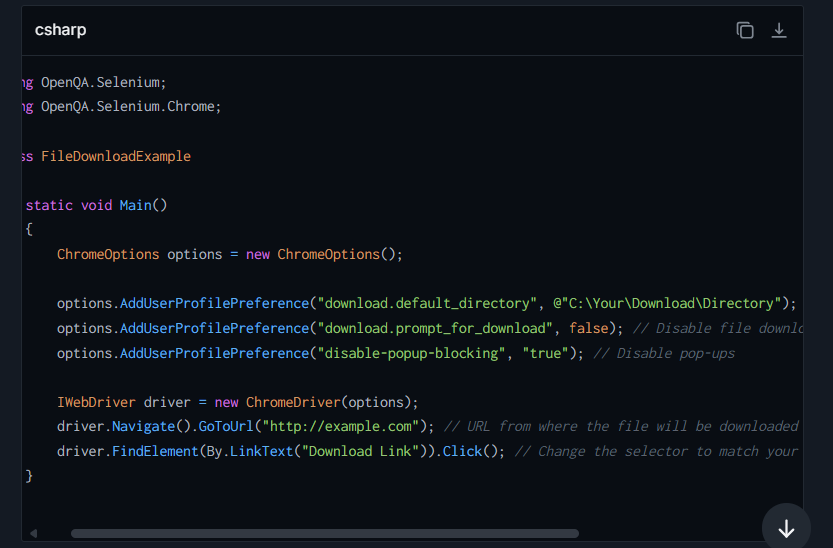 csharp
ng OpenQA.Selenium;
ng OpenQA.Selenium.Chrome;
ss FileDownloadExample
static void Main()
{
ChromeOptions options = new ChromeOptions();
options.AddUserProfilePreference("download.default_directory", @"C:\Your\Download\Directory");
options.AddUserProfilePreference("download.prompt_for_download", false); // Disable file downlo
options.AddUserProfilePreference("disable-popup-blocking", "true"); // Disable pop-ups
IWebDriver driver = new ChromeDriver(options);
driver.Navigate().GoToUrl("http://example.com"); // URL from where the file will be downloaded
driver.FindElement(By.LinkText("Download Link")).Click(); // Change the selector to match your
}